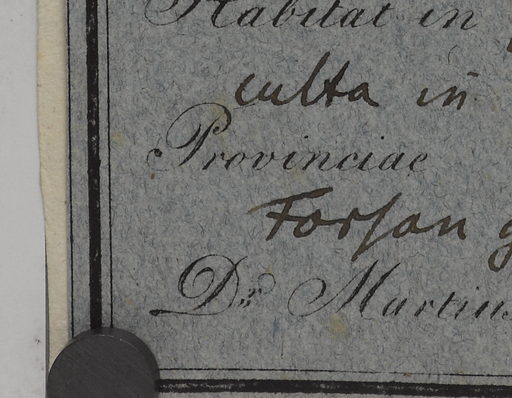 Habitat in
culta in
Provinciae
Forsan g
Dr. Martius